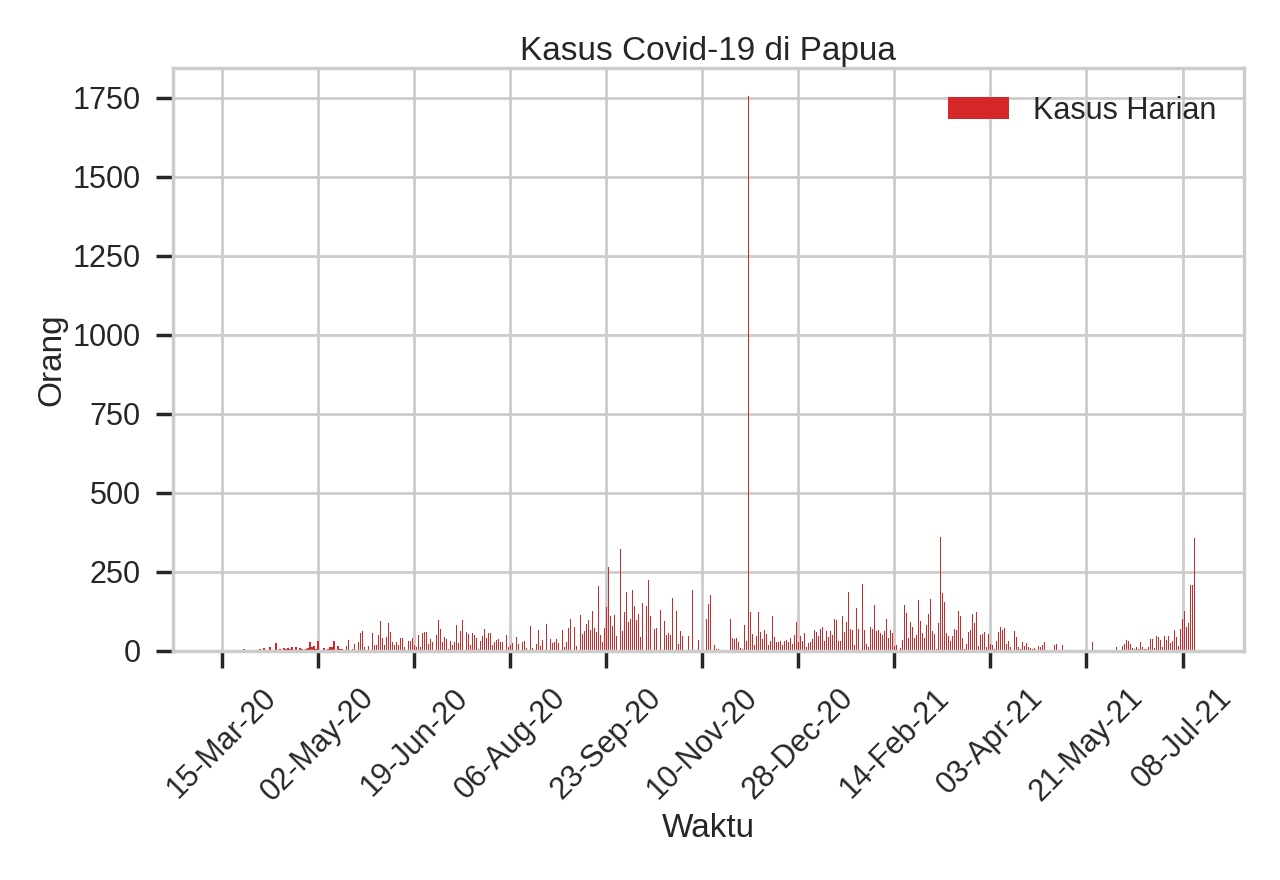 Kasus Covid-19 di Papua
Kasus Harian
1750
1500
1250
1000
750
500
250
0
Orang
15-Mar-20
02-May-20
19-Jun-20
06-Aug-20
23-Sep-20
10-Nov-20
28-Dec-20
14-Feb-21
03-Apr-21
21-May-21
08-Jul-21
Waktu